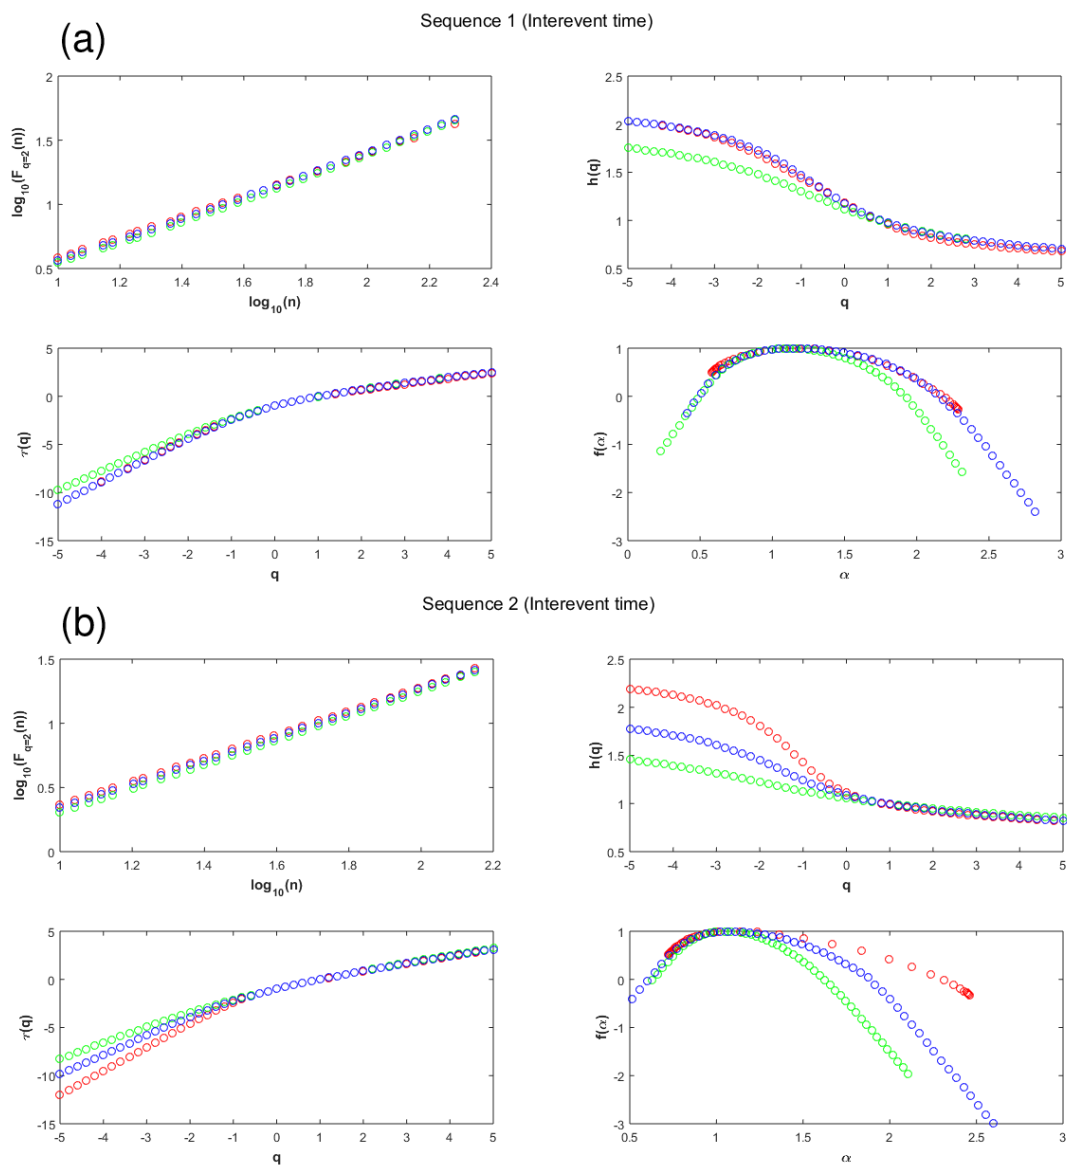 (a)
Sequence 1 (Interevent time)
log10(Fq=2(n))
2
1.5
1
0.5
1 1.2 1.4 1.6 1.8 2 2.2 2.4
log10(n)
h(q)
2.5
2
1.5
1
0.5
-5 -4 -3 -2 -1 0 1 2 3 4 5
q
τ(q)
5
0
-5
-10
-15
-5 -4 -3 -2 -1 0 1 2 3 4 5
q
f(α)
1
0
-1
-2
-3
0 0.5 1 1.5 2 2.5 3
α
(b)
Sequence 2 (Interevent time)
log10(Fq=2(n))
1.5
1
0.5
0
1 1.2 1.4 1.6 1.8 2 2.2
log10(n)
h(q)
2.5
2
1.5
1
0.5
-5 -4 -3 -2 -1 0 1 2 3 4 5
q
τ(q)
5
0
-5
-10
-15
-5 -4 -3 -2 -1 0 1 2 3 4 5
q
f(α)
1
0
-1
-2
-3
0.5 1 1.5 2 2.5 3
α